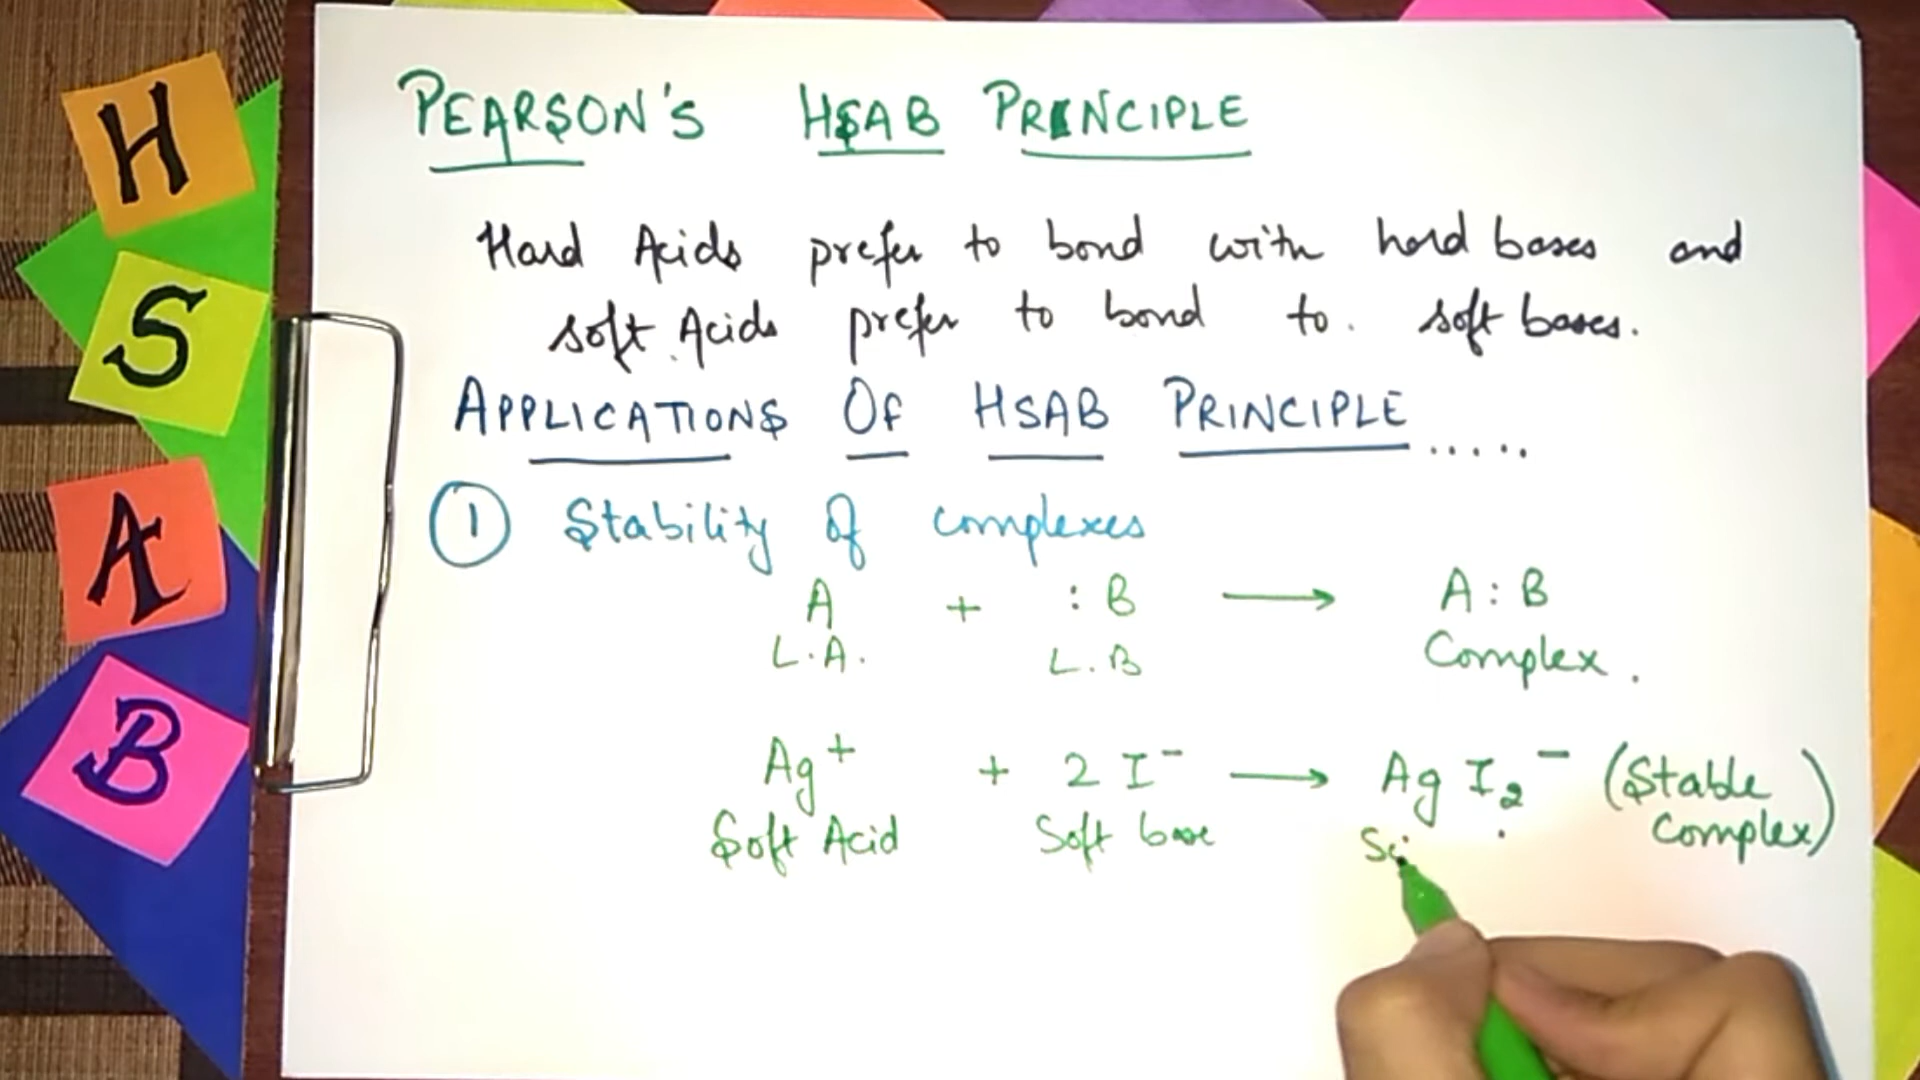 H
S
A
B
PEARSON'S HSAB PRINCIPLE
Hard Acids prefer to bond with hard bases and
soft Acids prefer to bond to. soft bases.
APPLICATIONS OF HSAB PRINCIPLE.....
① Stability of complexes
A + :B ⟶ A:B
L.A. L.B Complex.
Ag⁺ + 2 I⁻ ⟶ AgI₂⁻ (Stable
Soft Acid Soft base complex)